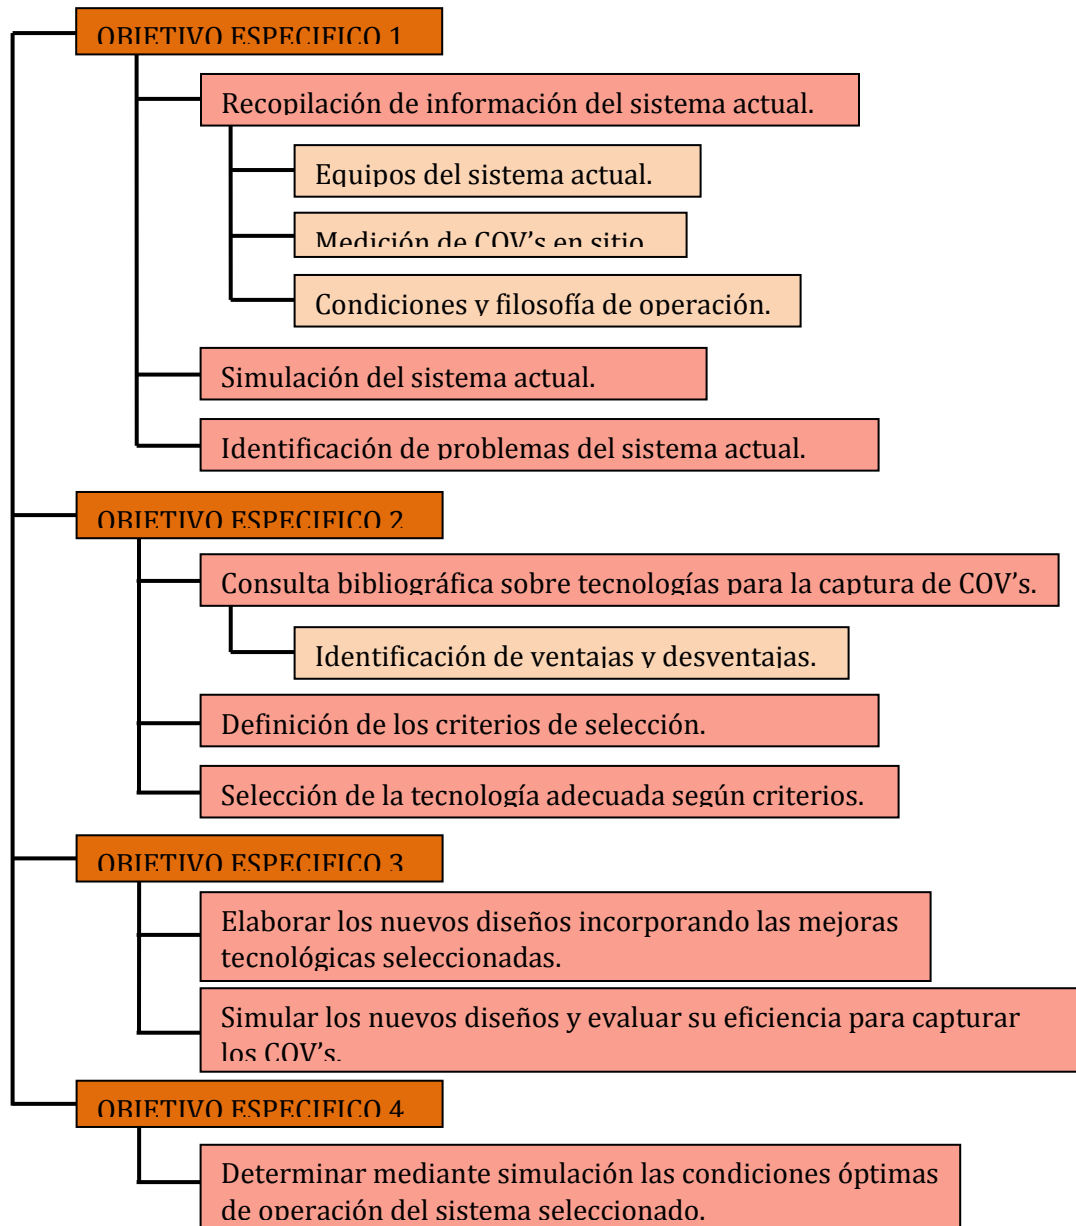 OBJETIVO ESPECIFICO 1
Recopilación de información del sistema actual.
Equipos del sistema actual.
Medición de COV’s en sitio
Condiciones y filosofía de operación.
Simulación del sistema actual.
Identificación de problemas del sistema actual.
OBJETIVO ESPECIFICO 2
Consulta bibliográfica sobre tecnologías para la captura de COV’s.
Identificación de ventajas y desventajas.
Definición de los criterios de selección.
Selección de la tecnología adecuada según criterios.
OBJETIVO ESPECIFICO 3
Elaborar los nuevos diseños incorporando las mejoras
tecnológicas seleccionadas.
Simular los nuevos diseños y evaluar su eficiencia para capturar
los COV’s.
OBJETIVO ESPECIFICO 4
Determinar mediante simulación las condiciones óptimas
de operación del sistema seleccionado.